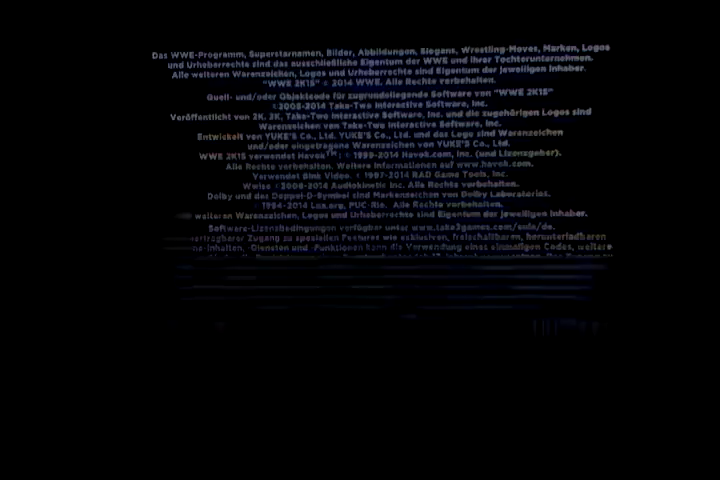 Das WWE-Programm, Superstarnamen, Bilder, Abbildungen, Slogans, Wrestling-Moves, Marken, Logos
und Urheberrechte sind das ausschließliche Eigentum der WWE und ihrer Tochterunternehmen.
Alle weiteren Warenzeichen, Logos und Urheberrechte sind Eigentum der jeweiligen Inhaber.
"WWE 2K15" © 2014 WWE. Alle Rechte vorbehalten.
Quell- und/oder Objektcode für zugrundeliegende Software von "WWE 2K15"
©2005-2014 Take-Two Interactive Software, Inc.
Veröffentlicht von 2K. 2K, Take-Two Interactive Software, Inc. und die zugehörigen Logos sind
Warenzeichen von Take-Two Interactive Software, Inc.
Entwickelt von YUKE'S Co., Ltd. YUKE'S Co., Ltd. und das Logo sind Warenzeichen
und/oder eingetragene Warenzeichen von YUKE'S Co., Ltd.
WWE 2K15 verwendet Havok™; © 1999-2014 Havok.com, Inc. (und Lizenzgeber).
Alle Rechte vorbehalten. Weitere Informationen auf www.havok.com.
Verwendet Bink Video. © 1997-2014 RAD Game Tools, Inc.
Wwise ©2006-2014 Audiokinetic Inc. Alle Rechte vorbehalten.
Dolby und das Doppel-D-Symbol sind Markenzeichen von Dolby Laboratories.
1994-2014 Lua.org, PUC-Rio. Alle Rechte vorbehalten.
weiteren Warenzeichen, Logos und Urheberrechte sind Eigentum der jeweiligen Inhaber.
Software-Lizenzbedingungen verfügbar unter www.take2games.com/eula/de.
Zugang zu speziellen Features wie exklusiven, freischaltbaren, herunterladbaren
-Inhalten, -Diensten und -Funktionen kann die Verwendung eines einmaligen Codes, weitere